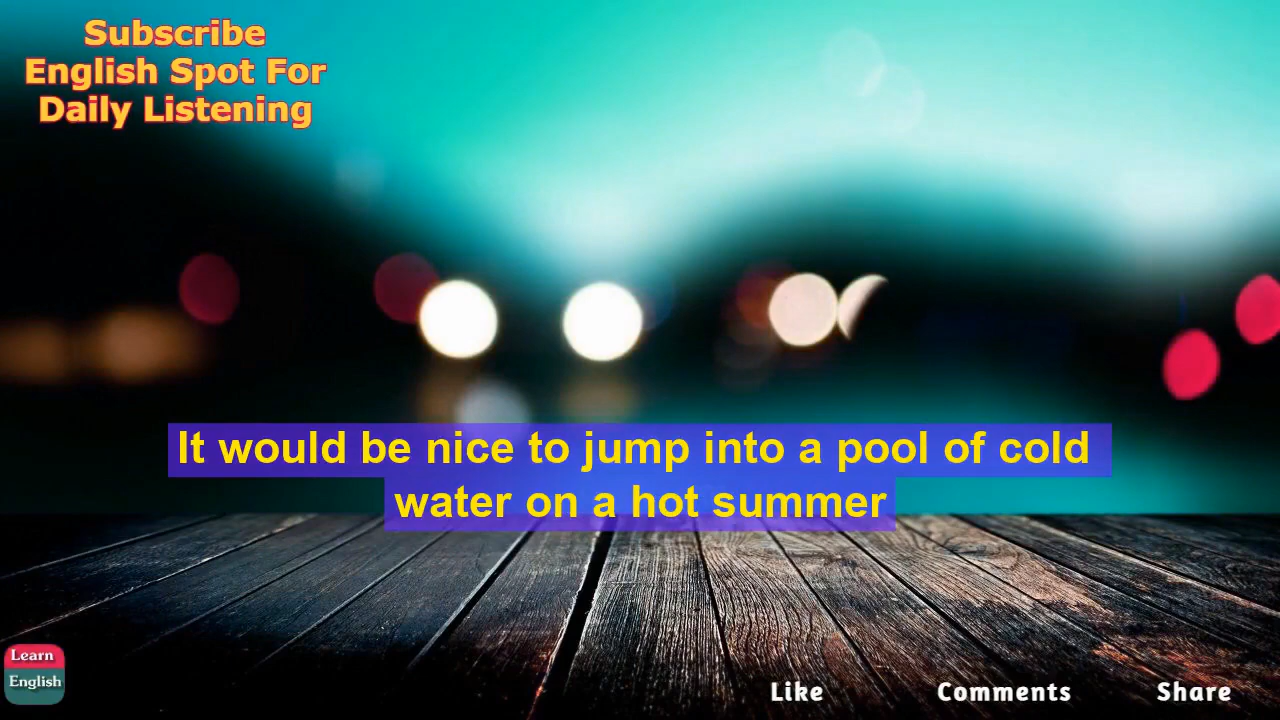 Subscribe
English Spot For
Daily Listening
It would be nice to jump into a pool of cold
water on a hot summer
Learn
English
Like
Comments
Share